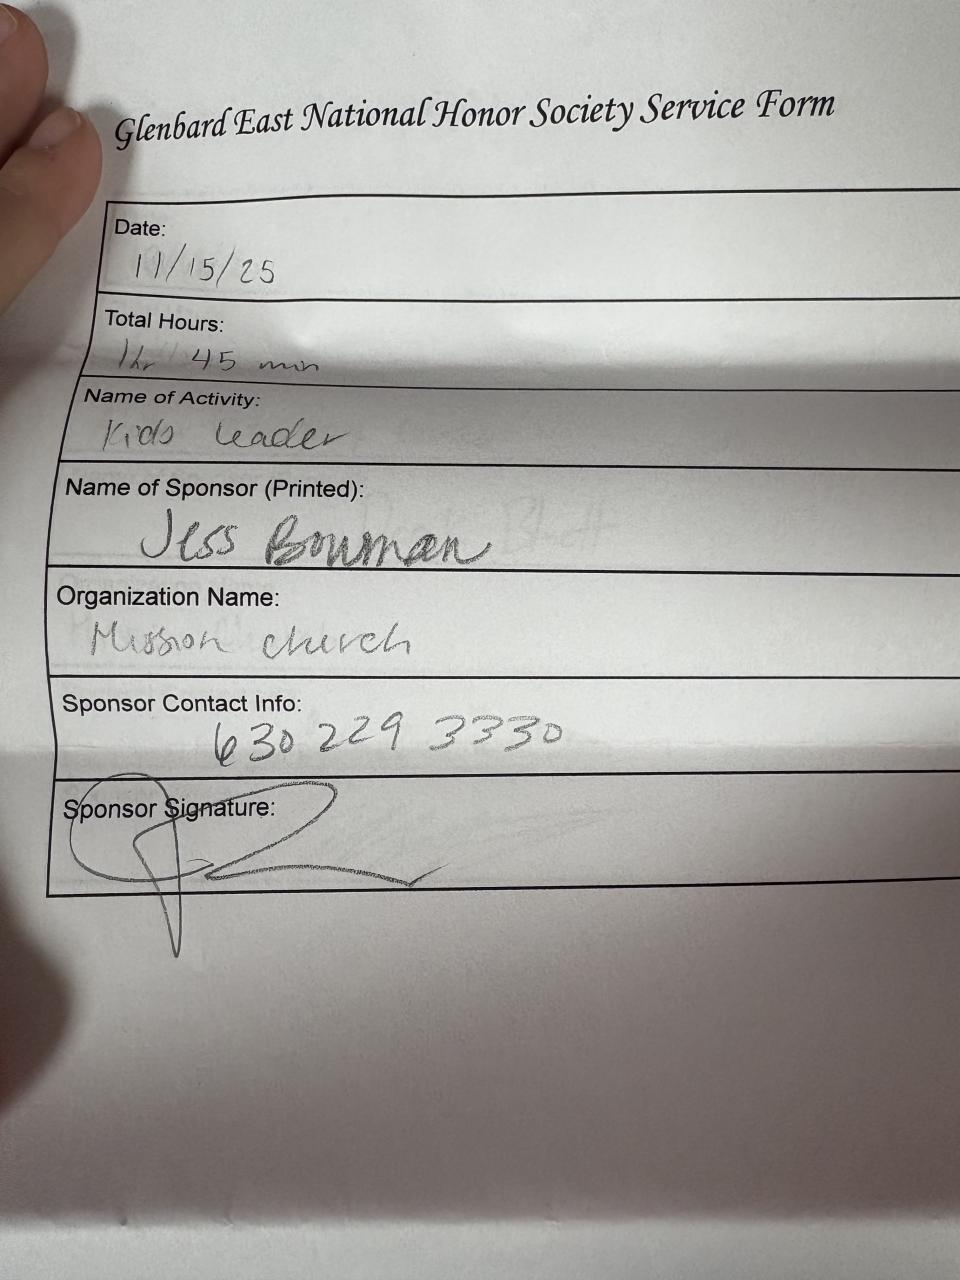 Glenbard East National Honor Society Service Form
Date:
11/15/25
Total Hours:
1hr 45 min
Name of Activity:
Kids Leader
Name of Sponsor (Printed):
Jess Bowman
Organization Name:
Mission church
Sponsor Contact Info:
630 229 3330
Sponsor Signature: